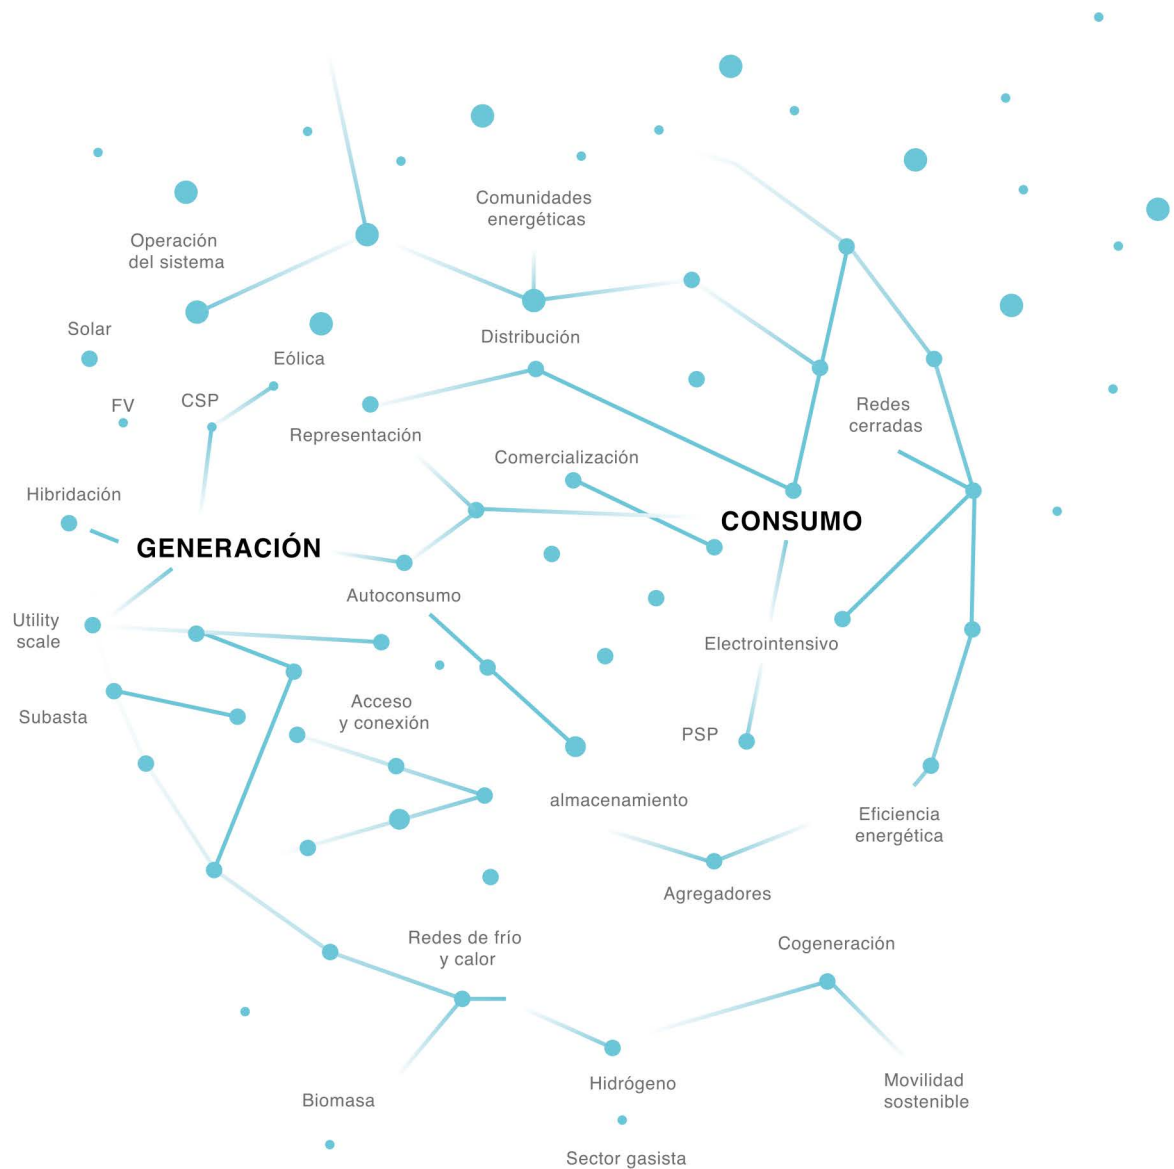 Comunidades
energéticas
Operación
del sistema
Solar
Distribución
Eólica
FV
CSP
Redes
cerradas
Representación
Comercialización
Hibridación
CONSUMO
GENERACIÓN
Autoconsumo
Utility
scale
Electrointensivo
Acceso
y conexión
Subasta
PSP
almacenamiento
Eficiencia
energética
Agregadores
Redes de frío
y calor
Cogeneración
Hidrógeno
Movilidad
sostenible
Biomasa
Sector gasista